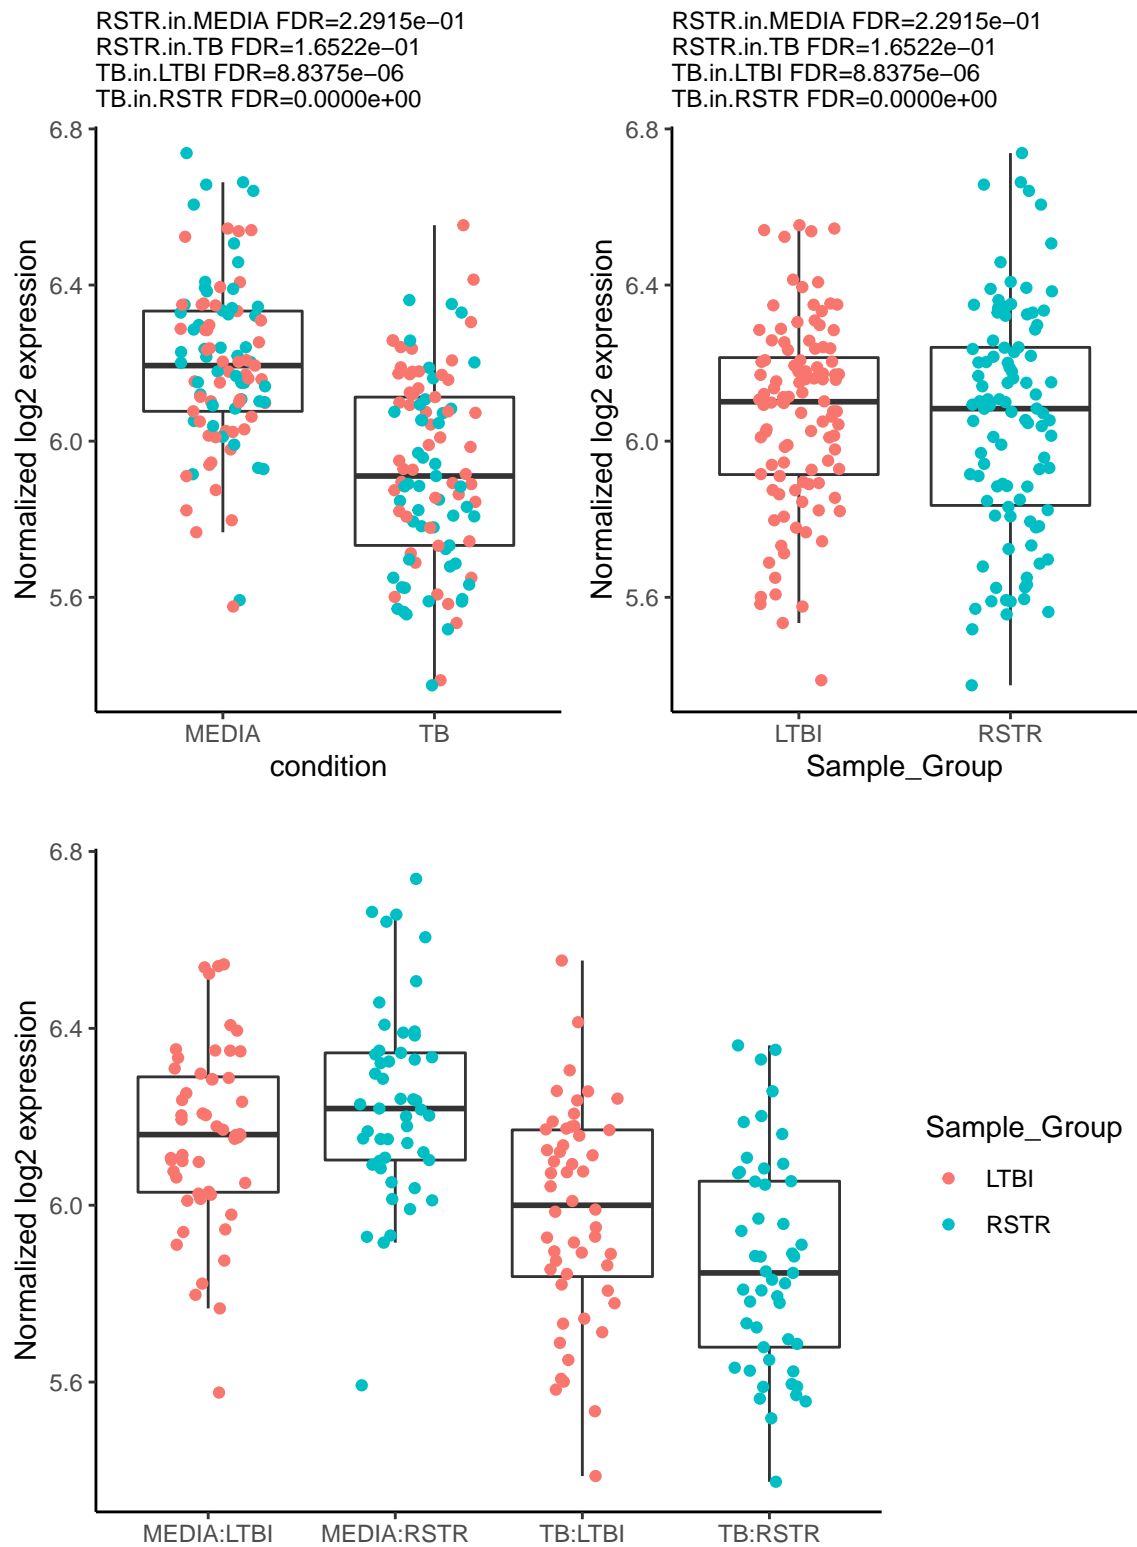 RSTR.in.MEDIA FDR=2.2915e−01
RSTR.in.TB FDR=1.6522e−01
TB.in.LTBI FDR=8.8375e−06
TB.in.RSTR FDR=0.0000e+00
6.8
6.4
6.0
5.6
Normalized log2 expression
MEDIA TB
condition
RSTR.in.MEDIA FDR=2.2915e−01
RSTR.in.TB FDR=1.6522e−01
TB.in.LTBI FDR=8.8375e−06
TB.in.RSTR FDR=0.0000e+00
6.8
6.4
6.0
5.6
Normalized log2 expression
LTBI RSTR
Sample_Group
6.8
6.4
6.0
5.6
Normalized log2 expression
MEDIA:LTBI MEDIA:RSTR TB:LTBI TB:RSTR
Sample_Group
LTBI
RSTR